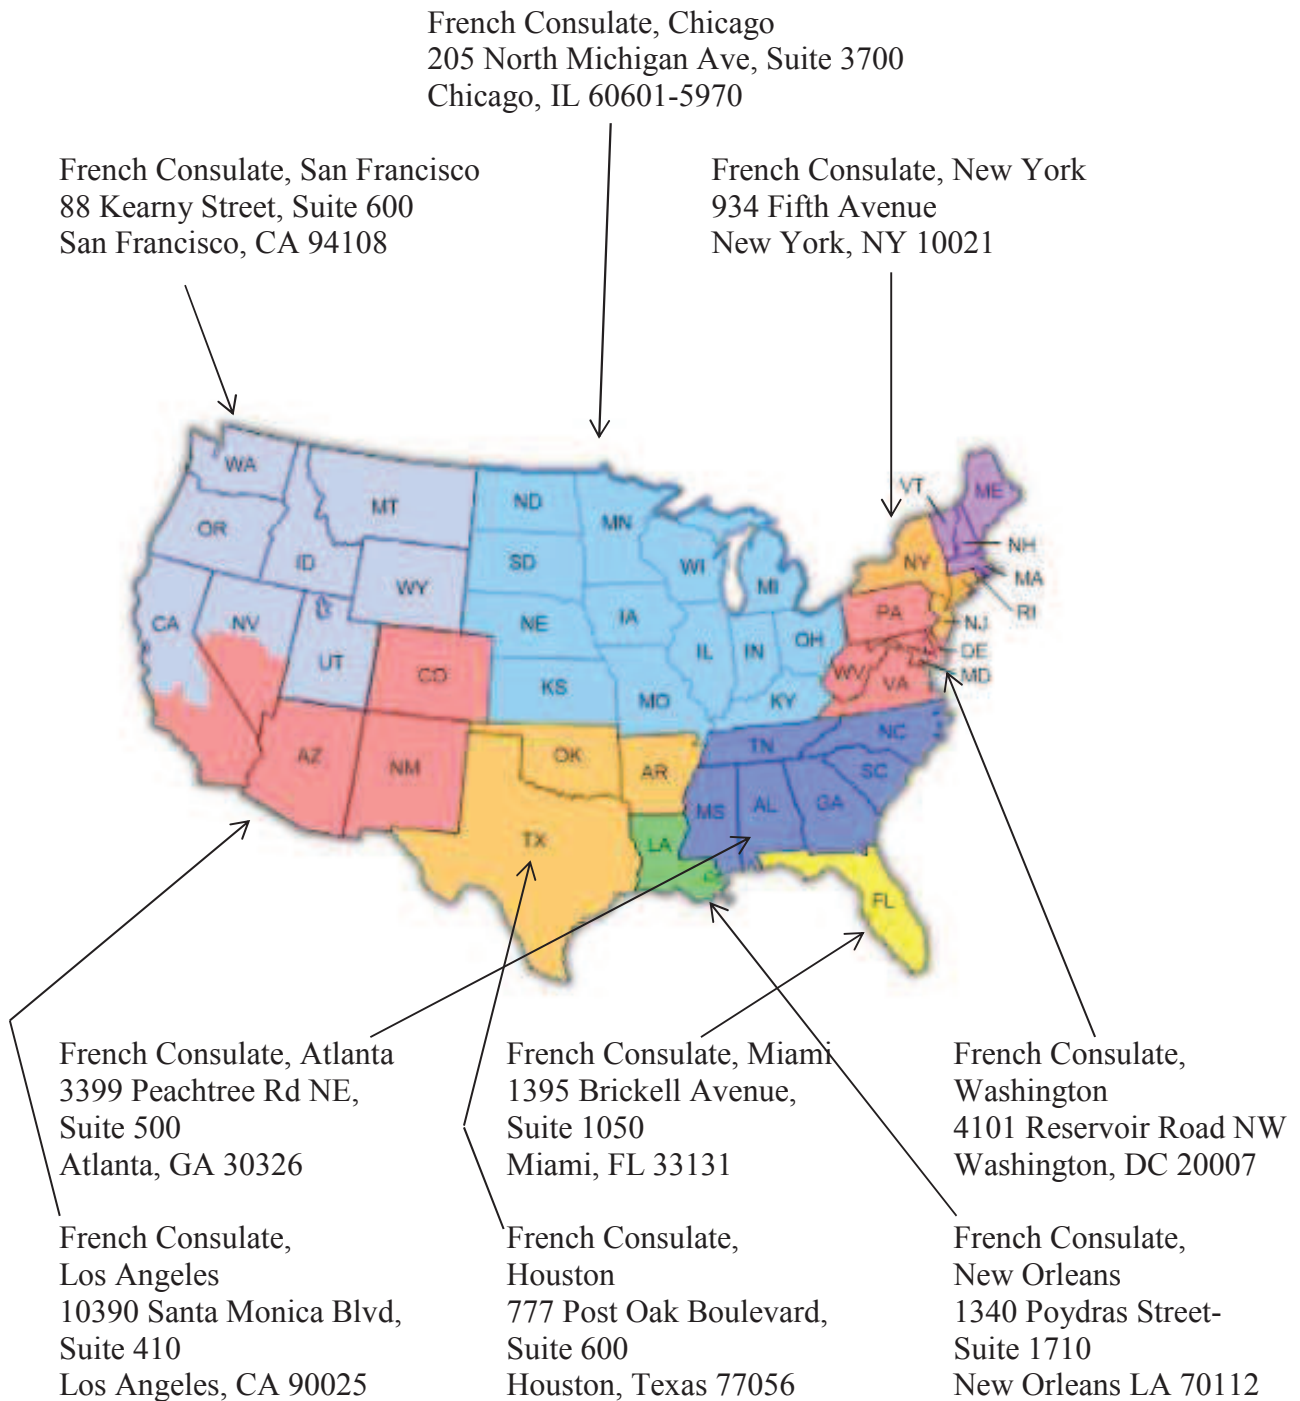 French Consulate, Chicago
205 North Michigan Ave, Suite 3700
Chicago, IL 60601-5970
French Consulate, San Francisco
88 Kearny Street, Suite 600
San Francisco, CA 94108
French Consulate, New York
934 Fifth Avenue
New York, NY 10021
WA
MT
ND
MN
VT
ME
OR
ID
SD
WI
MI
NY
NH
MA
RI
WY
CA
NV
UT
NE
IA
IL
IN
OH
PA
NJ
DE
MD
CO
KS
MO
KY
WV
VA
AZ
NM
OK
AR
TN
NC
SC
TX
LA
MS
AL
GA
FL
French Consulate, Atlanta
3399 Peachtree Rd NE,
Suite 500
Atlanta, GA 30326
French Consulate, Miami
1395 Brickell Avenue,
Suite 1050
Miami, FL 33131
French Consulate,
Washington
4101 Reservoir Road NW
Washington, DC 20007
French Consulate,
Los Angeles
10390 Santa Monica Blvd,
Suite 410
Los Angeles, CA 90025
French Consulate,
Houston
777 Post Oak Boulevard,
Suite 600
Houston, Texas 77056
French Consulate,
New Orleans
1340 Poydras Street-
Suite 1710
New Orleans LA 70112